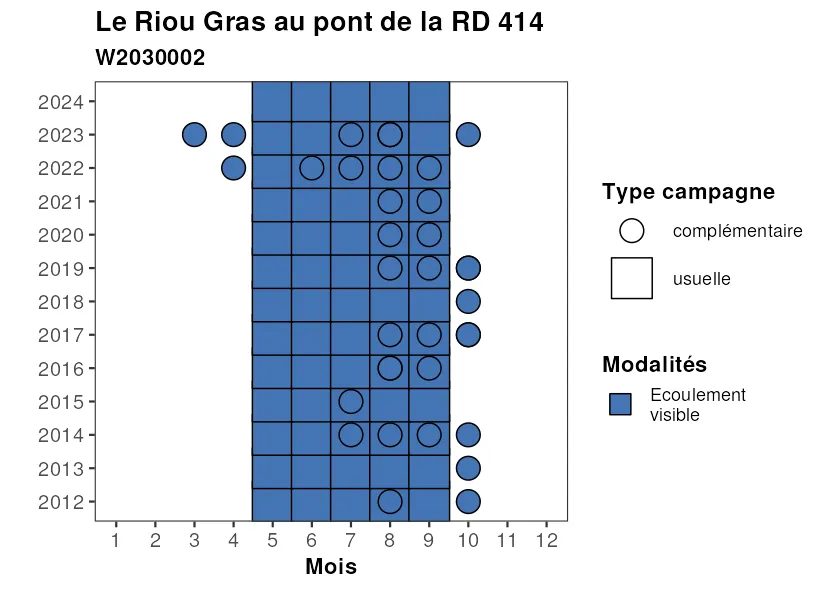 Le Riou Gras au pont de la RD 414
W2030002
2024
2023
2022
2021
2020
2019
2018
2017
2016
2015
2014
2013
2012
1 2 3 4 5 6 7 8 9 10 11 12
Mois
Type campagne
complémentaire
usuelle
Modalités
Ecoulement
visible